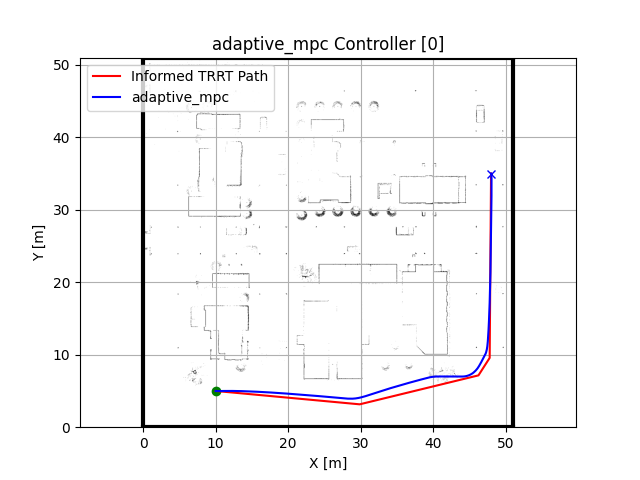 adaptive_mpc Controller [0]
Informed TRRT Path
adaptive_mpc
50
40
30
20
10
0
Y [m]
0 10 20 30 40 50
X [m]